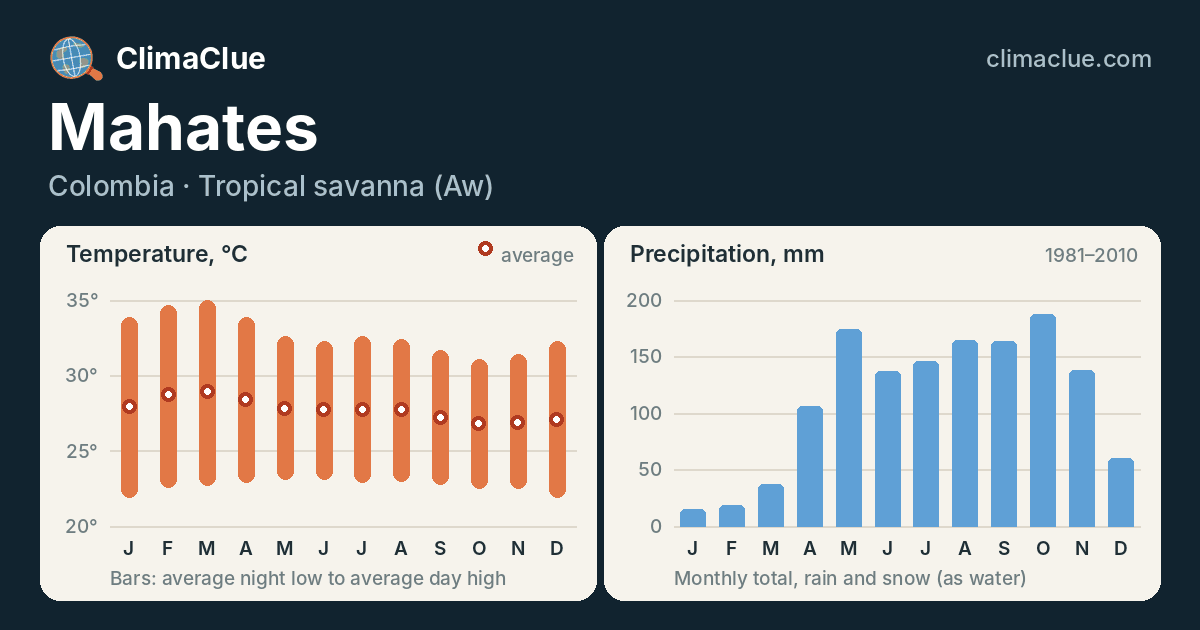 ClimaClue
climaclue.com
Mahates
Colombia · Tropical savanna (Aw)
Temperature, °C
average
35°
30°
25°
20°
J F M A M J J A S O N D
Bars: average night low to average day high
Precipitation, mm
1981–2010
200
150
100
50
0
J F M A M J J A S O N D
Monthly total, rain and snow (as water)